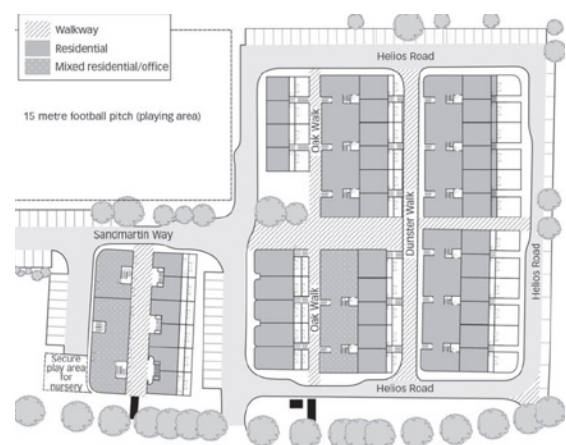 Walkway
Residential
Mixed residential/office
15 metre football pitch (playing area)
Helios Road
Oak Walk
Dunster Walk
Sandmartin Way
Helios Road
Oak Walk
Secure
play area
for
nursery
Helios Road